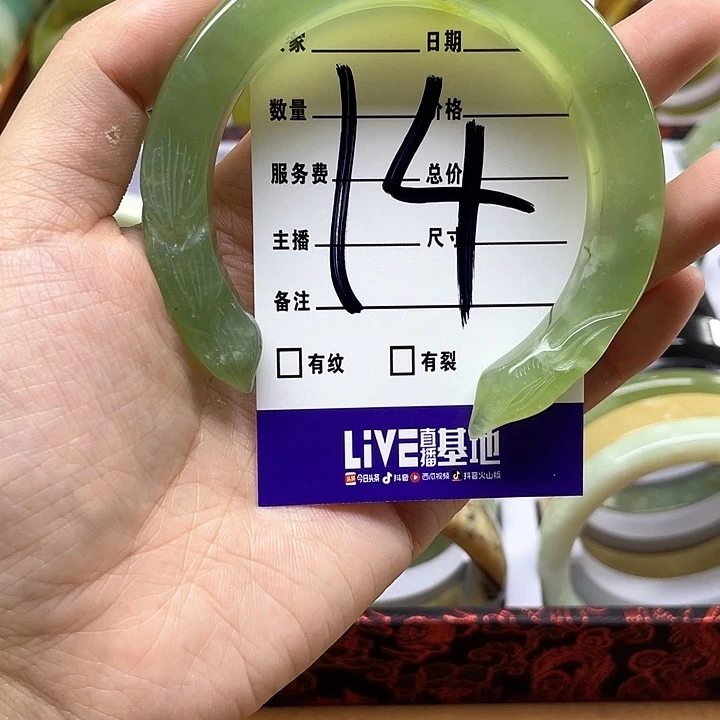 家 日期
数量 价格
服务费 总价
主播 尺寸
备注
14
有纹 有裂
LiVE直播基地
今日头条 抖音 西瓜视频 抖音火山版